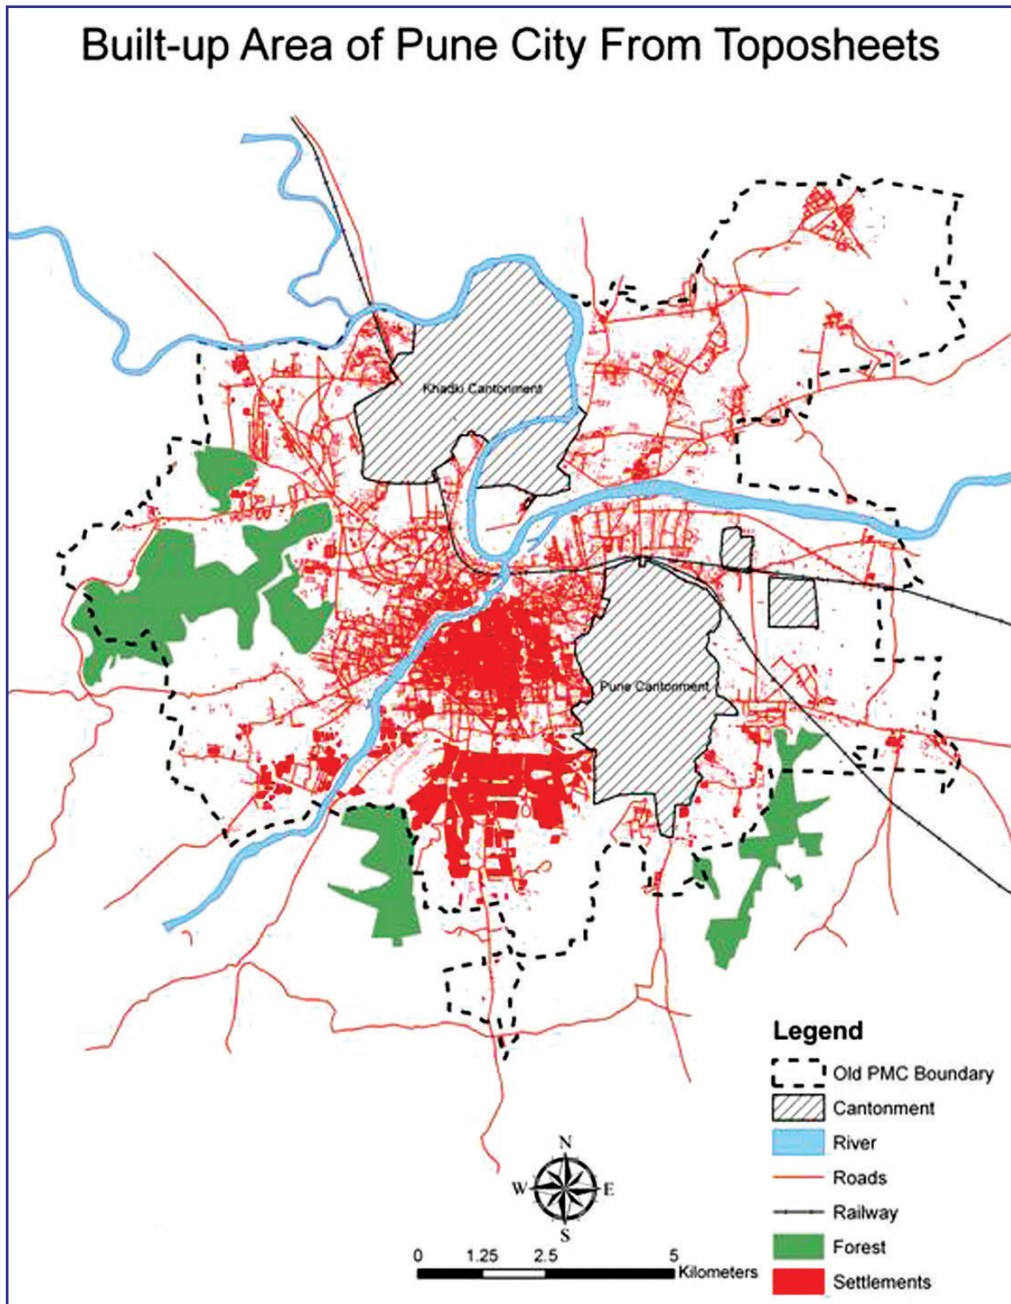 Built-up Area of Pune City From Toposheets
Khadki Cantonment
Pune Cantonment
Legend
Old PMC Boundary
Cantonment
River
Roads
Railway
Forest
Settlements
N
W E
S
0 1.25 2.5 5
Kilometers